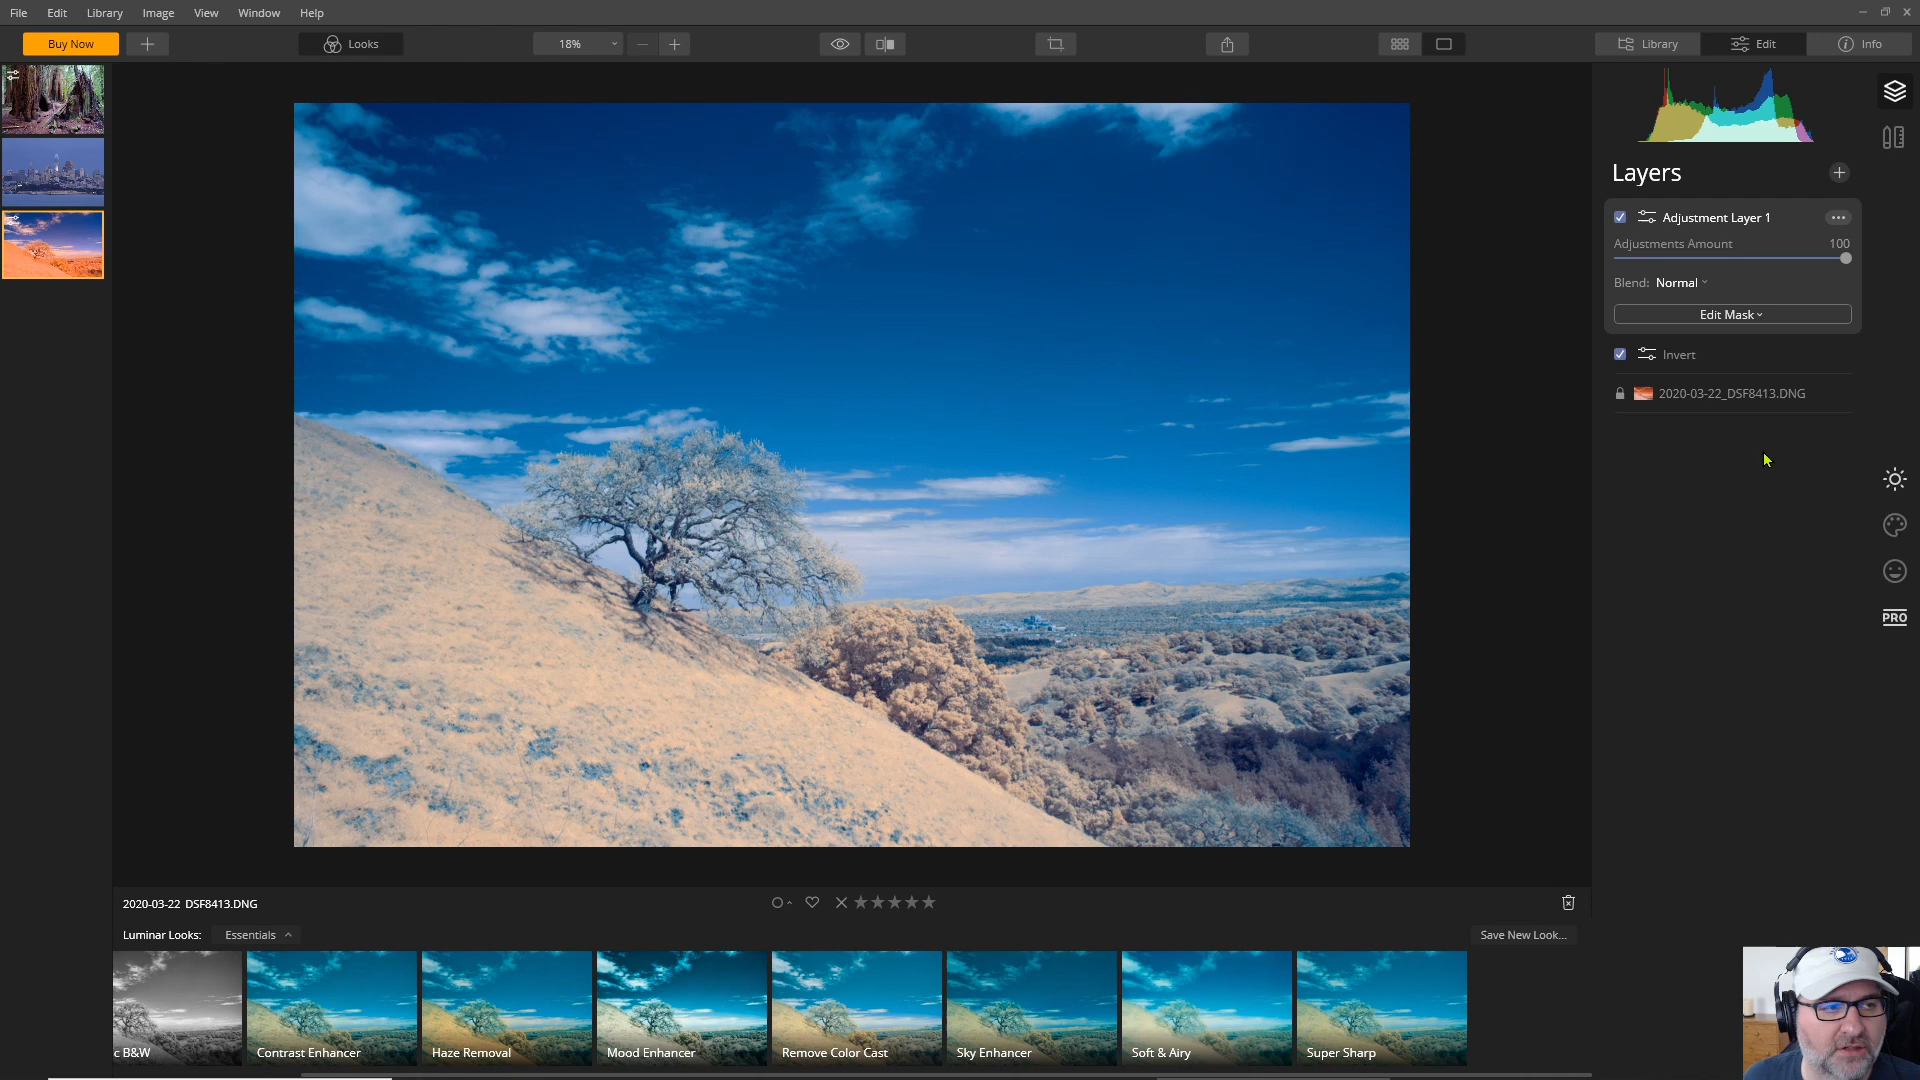 File Edit Library Image View Window Help
Buy Now Looks 18% Library Edit Info
Layers
Adjustment Layer 1
Adjustments Amount 100
Blend: Normal
Edit Mask
Invert
2020-03-22_DSF8413.DNG
PRO
2020-03-22 DSF8413.DNG
Luminar Looks: Essentials Save New Look...
c B&W Contrast Enhancer Haze Removal Mood Enhancer Remove Color Cast Sky Enhancer Soft & Airy Super Sharp